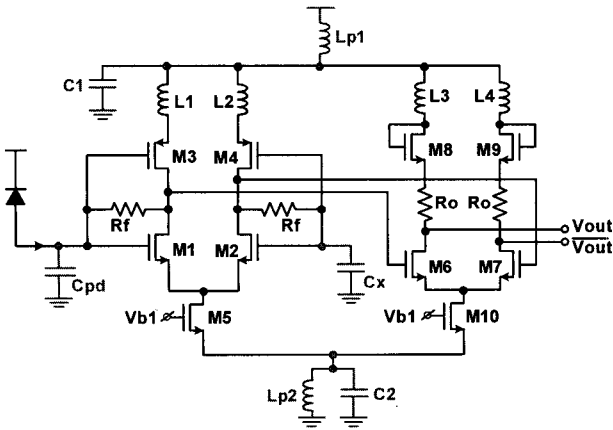 Lp1
C1
L1 L2 L3 L4
M3 M4 M8 M9
Rf Rf Ro Ro
Vout
Vout
M1 M2 M6 M7
Cpd Cx
Vb1 M5 Vb1 M10
Lp2 C2